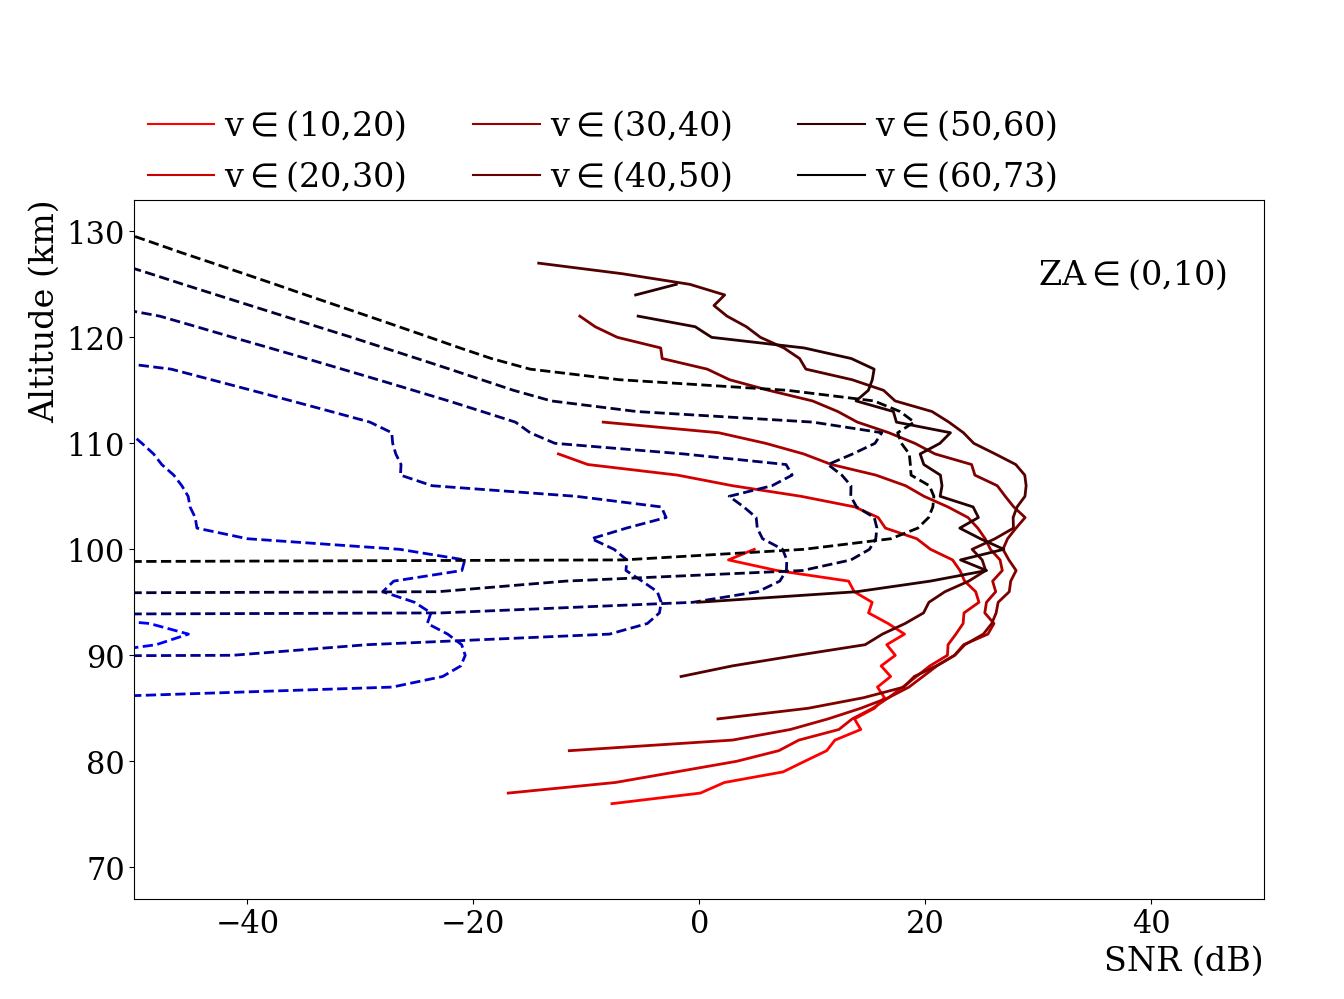 v ∈ (10,20) v ∈ (30,40) v ∈ (50,60)
v ∈ (20,30) v ∈ (40,50) v ∈ (60,73)
ZA ∈ (0,10)
Altitude (km)
130
120
110
100
90
80
70
−40 −20 0 20 40
SNR (dB)